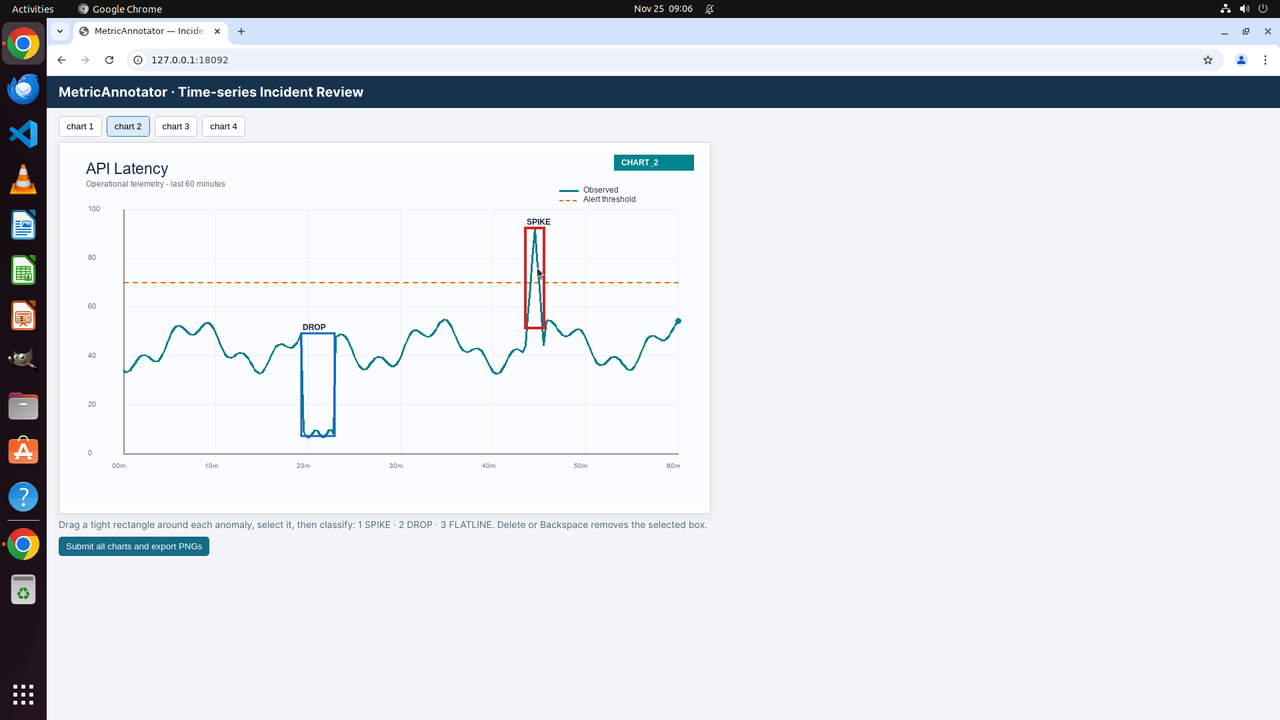 Activities
Google Chrome
Nov 25 09:06
MetricAnnotator — Incide
127.0.0.1:18092
MetricAnnotator · Time-series Incident Review
chart 1
chart 2
chart 3
chart 4
API Latency
Operational telemetry - last 60 minutes
CHART_2
Observed
Alert threshold
SPIKE
DROP
100
80
60
40
20
0
00m
10m
20m
30m
40m
50m
60m
Drag a tight rectangle around each anomaly, select it, then classify: 1 SPIKE · 2 DROP · 3 FLATLINE. Delete or Backspace removes the selected box.
Submit all charts and export PNGs